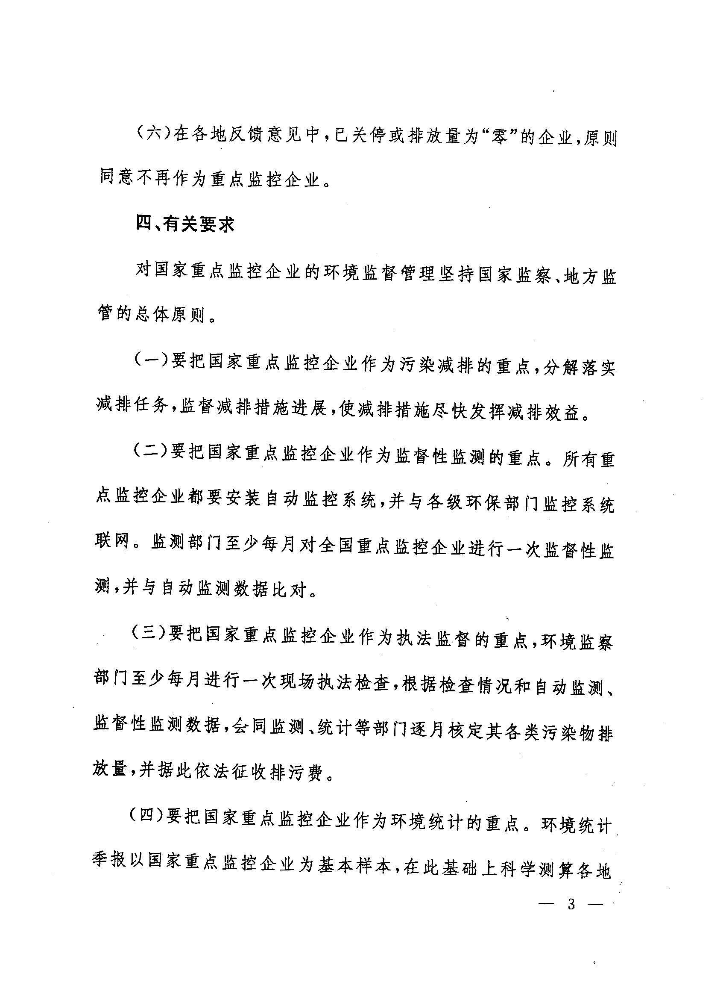 （六）在各地反馈意见中，已关停或排放量为“零”的企业，原则
同意不再作为重点监控企业。
四、有关要求
对国家重点监控企业的环境监督管理坚持国家监察、地方监
管的总体原则。
（一）要把国家重点监控企业作为污染减排的重点，分解落实
减排任务，监督减排措施进展，使减排措施尽快发挥减排效益。
（二）要把国家重点监控企业作为监督性监测的重点。所有重
点监控企业都要安装自动监控系统，并与各级环保部门监控系统
联网。监测部门至少每月对全国重点监控企业进行一次监督性监
测，并与自动监测数据比对。
（三）要把国家重点监控企业作为执法监督的重点，环境监察
部门至少每月进行一次现场执法检查，根据检查情况和自动监测、
监督性监测数据，会同监测、统计等部门逐月核定其各类污染物排
放量，并据此依法征收排污费。
（四）要把国家重点监控企业作为环境统计的重点。环境统计
季报以国家重点监控企业为基本样本，在此基础上科学测算各地
— 3 —